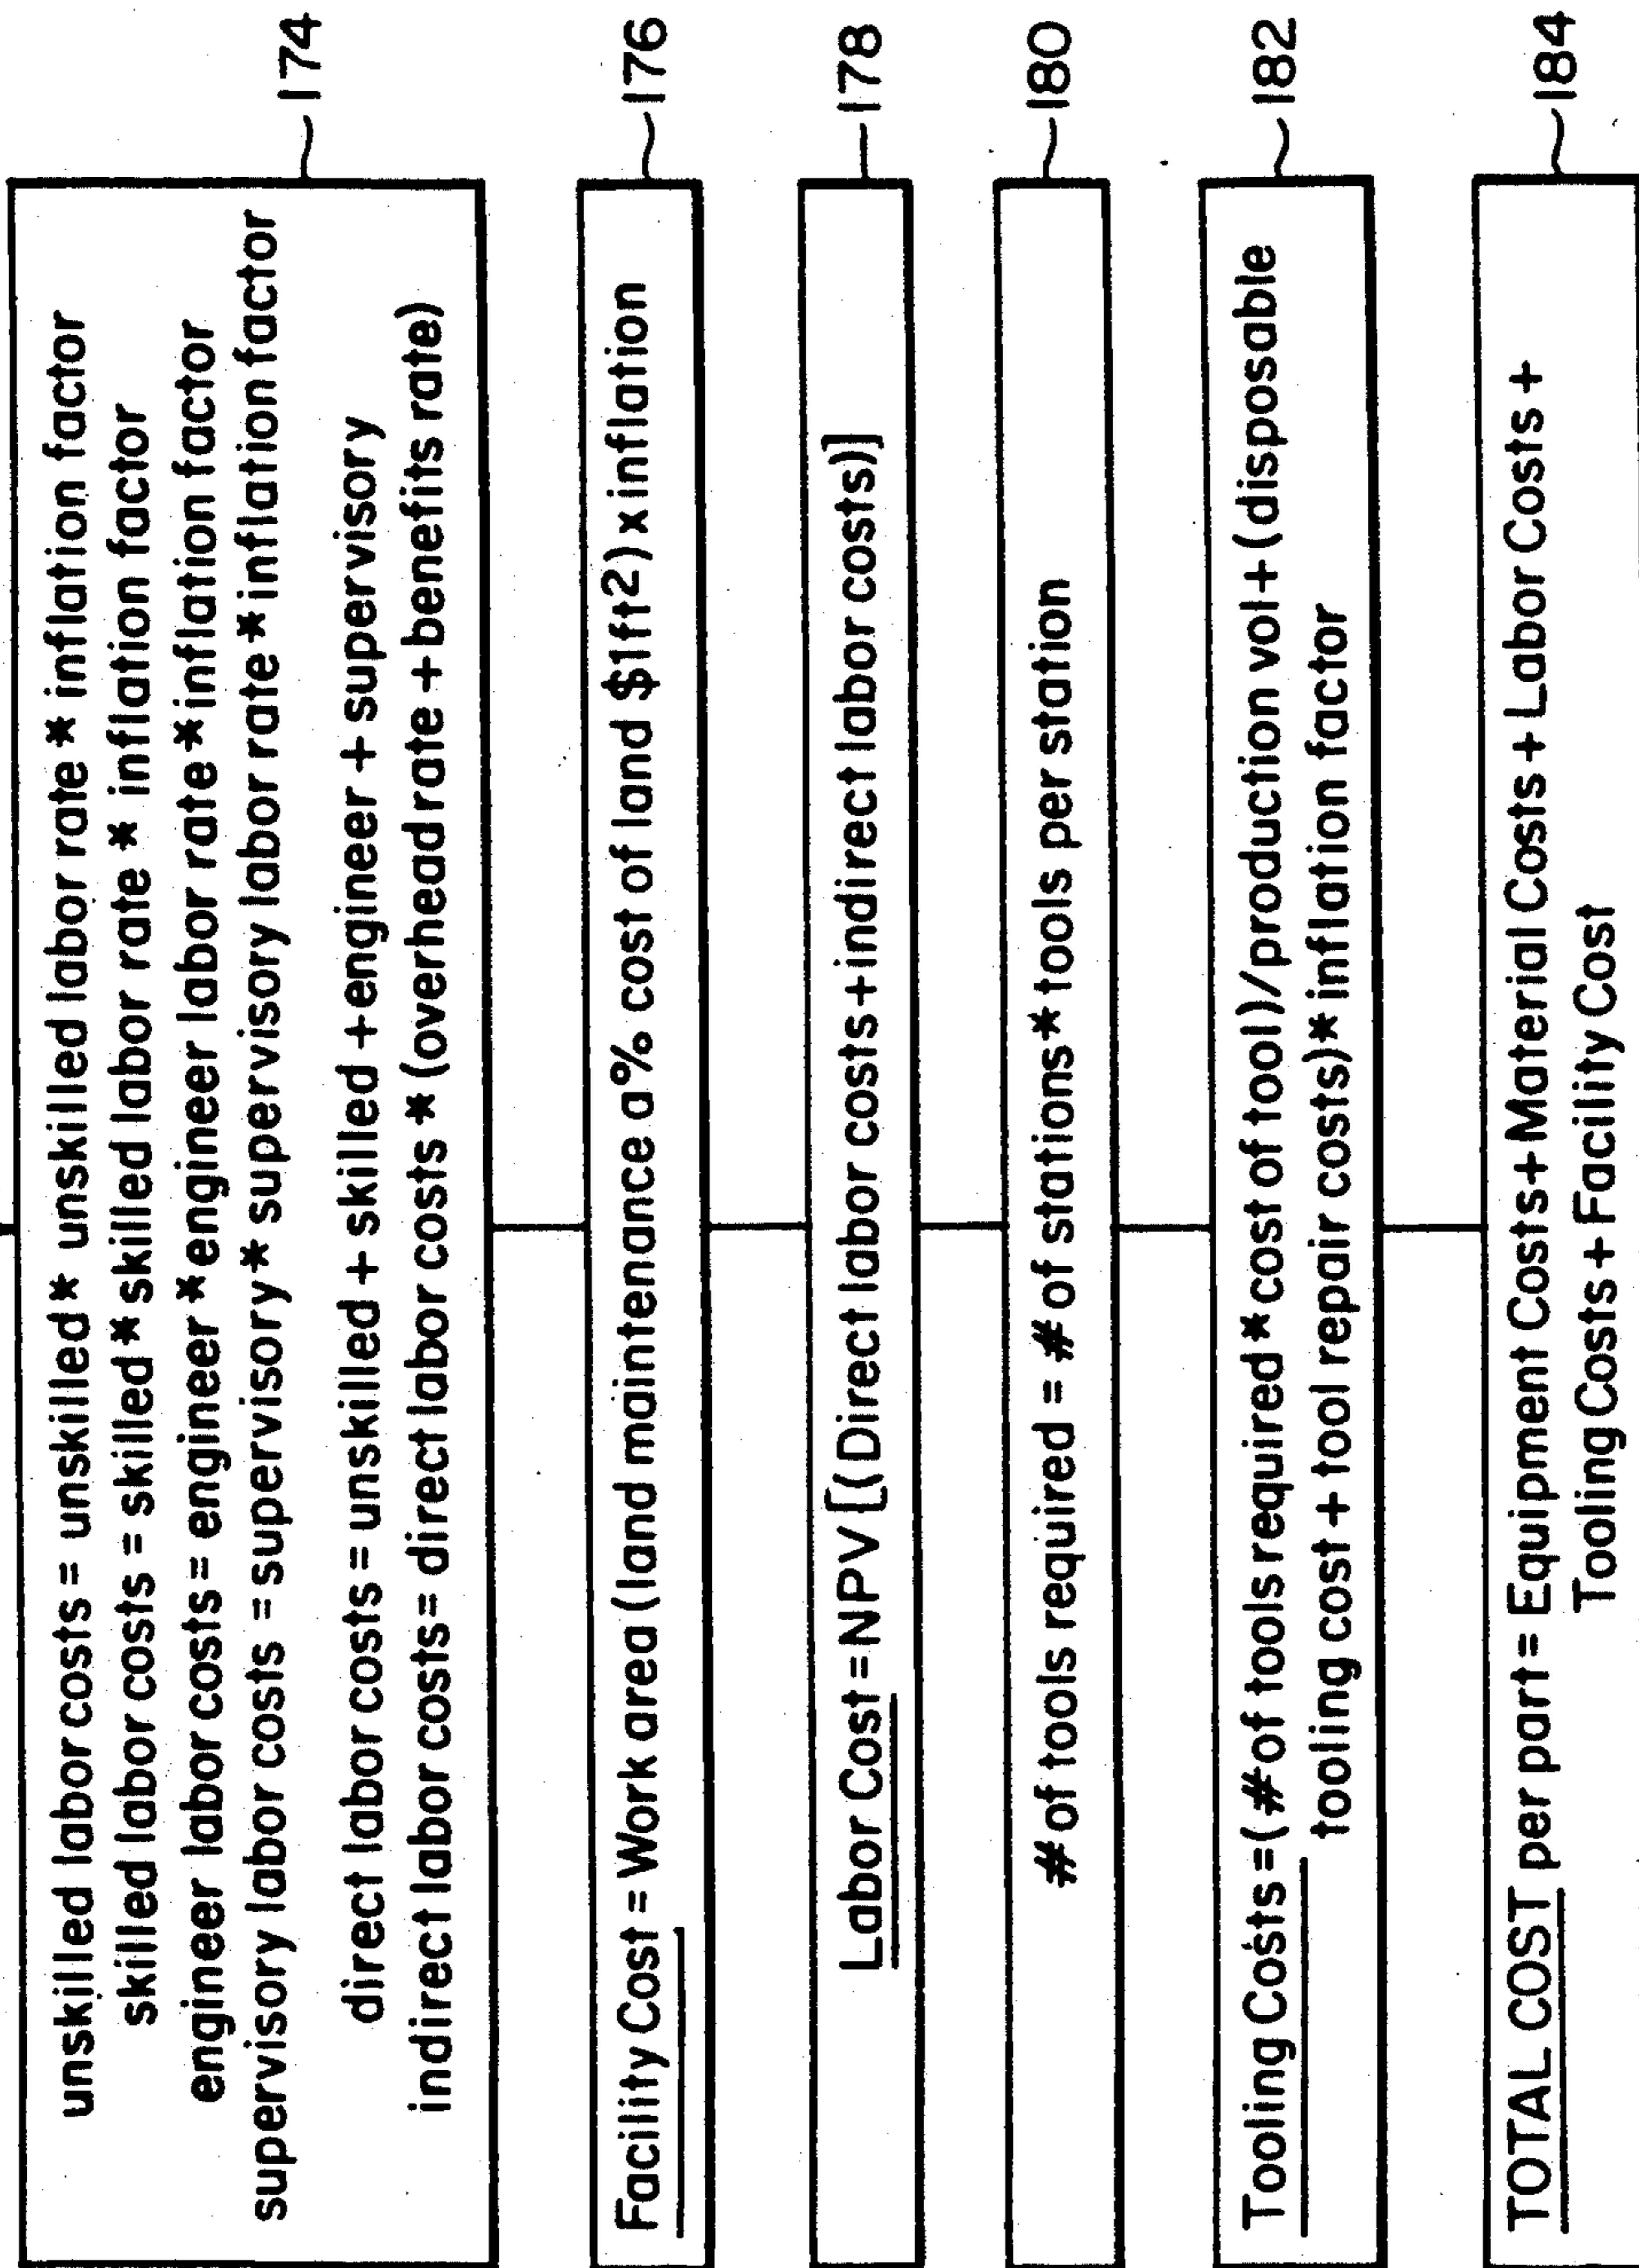 unskilled labor costs = unskilled * unskilled labor rate * inflation factor
skilled labor costs = skilled * skilled labor rate * inflation factor
engineer labor costs = engineer * engineer labor rate * inflation factor
supervisory labor costs = supervisory * supervisory labor rate * inflation factor
direct labor costs = unskilled + skilled + engineer + supervisory
indirect labor costs = direct labor costs * (overhead rate + benefits rate)
174
Facility Cost = Work area (land maintenance a % cost of land $1ft2) x inflation
176
Labor Cost = NPV [(Direct labor costs + indirect labor costs)]
178
# of tools required = # of stations * tools per station
180
Tooling Costs = (# of tools required * cost of tool)/production vol + (disposable
tooling cost + tool repair costs) * inflation factor
182
TOTAL COST per part = Equipment Costs + Material Costs + Labor Costs +
Tooling Costs + Facility Cost
184